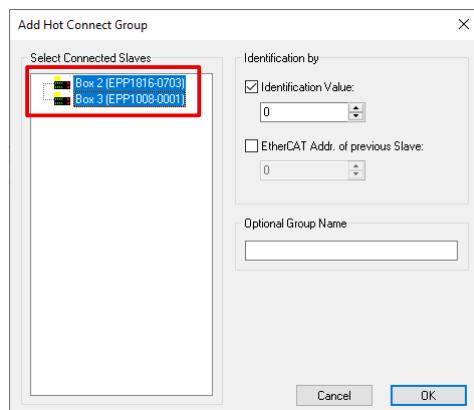 Add Hot Connect Group
Select Connected Slaves
Box 2 (EPP1816-0703)
Box 3 (EPP1008-0001)
Identification by
Identification Value:
0
EtherCAT Addr. of previous Slave:
0
Optional Group Name
Cancel
OK